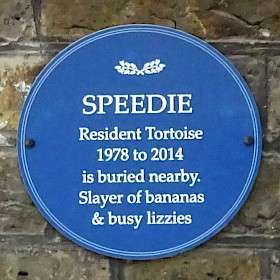 SPEEDIE
Resident Tortoise
1978 to 2014
is buried nearby.
Slayer of bananas
& busy lizzies